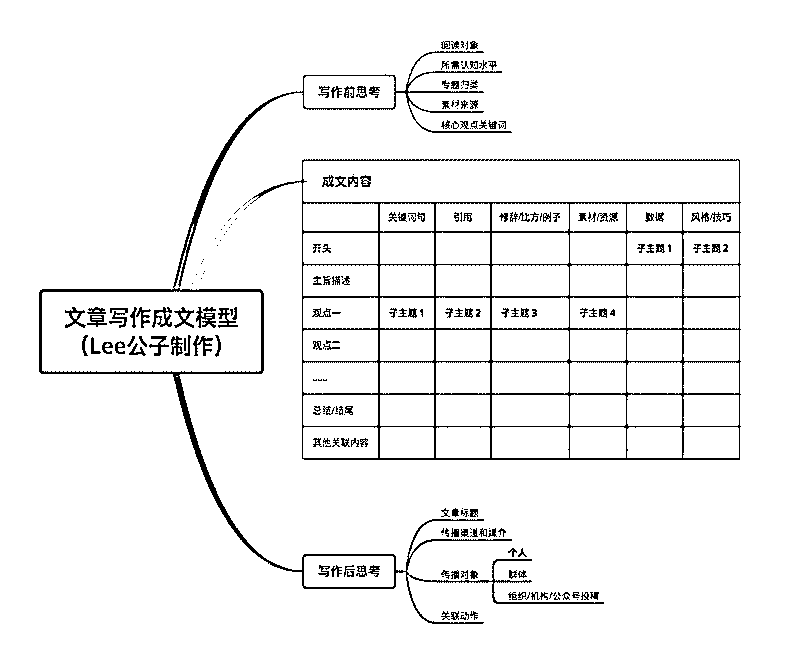 阅读对象
所需认知水平
专题归类
素材来源
核心观点关键词
写作前思考
成文内容
关键词句 引用 修辞/比方/例子 素材/资源 数据 风格/技巧
开头 子主题 1 子主题 2
主旨描述
观点一 子主题 1 子主题 2 子主题 3 子主题 4
观点二
......
总结/结尾
其他关联内容
文章写作成文模型
（Lee公子制作）
写作后思考
文章标题
传播渠道和媒介
传播对象
个人
群体
组织/机构/公众号投稿
关联动作